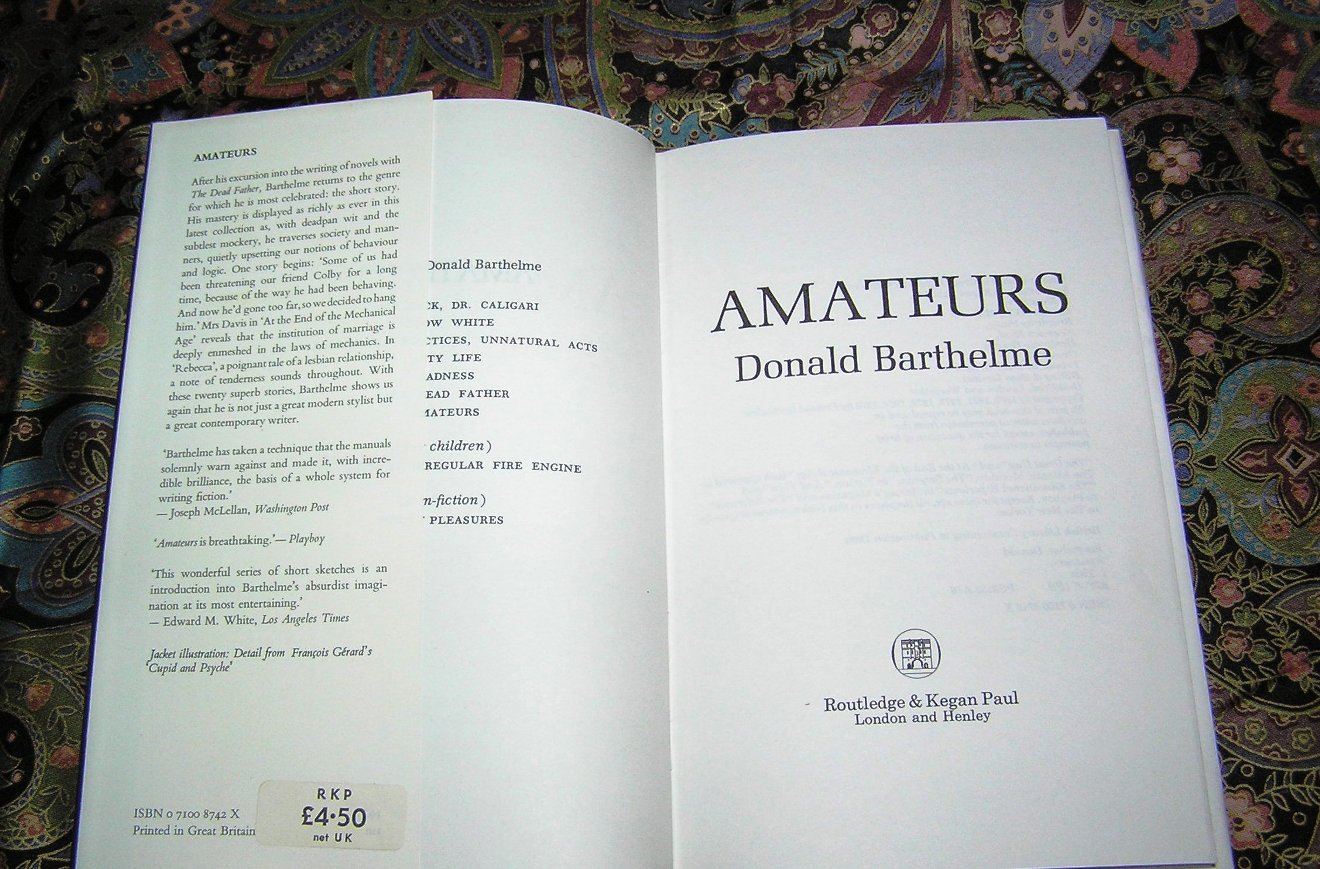 AMATEURS
After his excursion into the writing of novels with
The Dead Father, Barthelme returns to the genre
for which he is most celebrated: the short story.
His mastery is displayed as richly as ever in this
latest collection as, with deadpan wit and the
subtlest mockery, he traverses society and man-
ners, quietly upsetting our notions of behaviour
and logic. One story begins: 'Some of us had
been threatening our friend Colby for a long
time, because of the way he had been behaving.
And now he'd gone too far, so we decided to hang
him.' Mrs Davis in 'At the End of the Mechanical
Age' reveals that the institution of marriage is
deeply enmeshed in the laws of mechanics. In
'Rebecca', a poignant tale of a lesbian relationship,
a note of tenderness sounds throughout. With
these twenty superb stories, Barthelme shows us
again that he is not just a great modern stylist but
a great contemporary writer.
'Barthelme has taken a technique that the manuals
solemnly warn against and made it, with incre-
dible brilliance, the basis of a whole system for
writing fiction.'
— Joseph McLellan, Washington Post
'Amateurs is breathtaking.'— Playboy
'This wonderful series of short sketches is an
introduction into Barthelme's absurdist imagi-
nation at its most entertaining.'
— Edward M. White, Los Angeles Times
Jacket illustration: Detail from François Gérard's
'Cupid and Psyche'
ISBN 0 7100 8742 X
Printed in Great Britain
RKP
£4·50
net UK
Donald Barthelme
CK, DR. CALIGARI
OW WHITE
CTICES, UNNATURAL ACTS
TY LIFE
ADNESS
EAD FATHER
MATEURS
children)
REGULAR FIRE ENGINE
n-fiction)
PLEASURES
AMATEURS
Donald Barthelme
Routledge & Kegan Paul
London and Henley